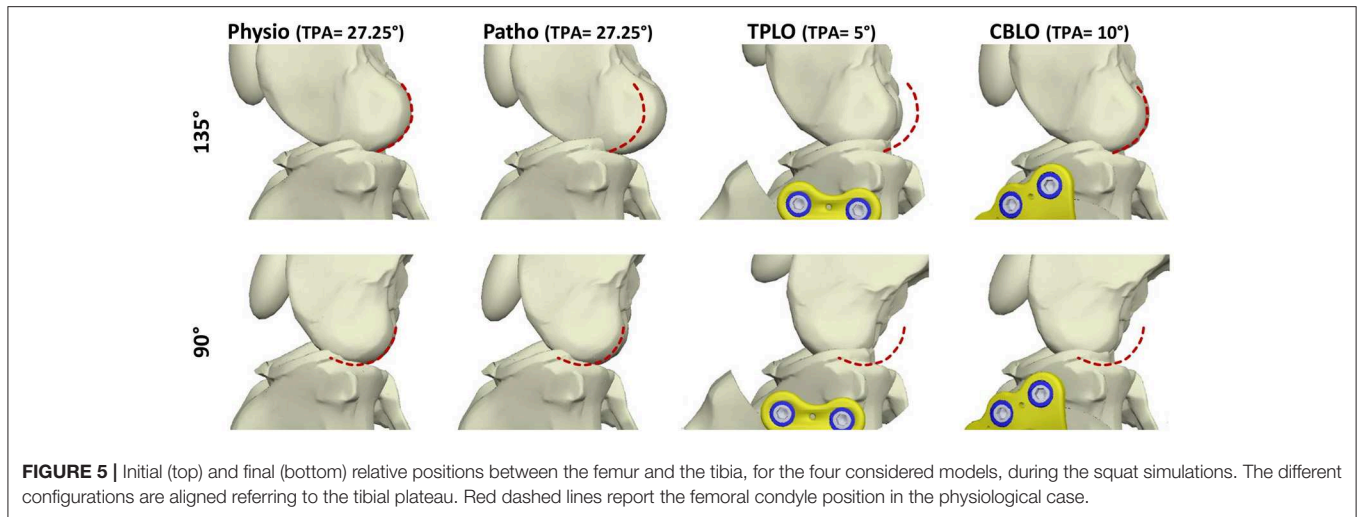 Physio (TPA= 27.25°) Patho (TPA= 27.25°) TPLO (TPA= 5°) CBLO (TPA= 10°)
135°
90°
FIGURE 5 | Initial (top) and final (bottom) relative positions between the femur and the tibia, for the four considered models, during the squat simulations. The different
configurations are aligned referring to the tibial plateau. Red dashed lines report the femoral condyle position in the physiological case.